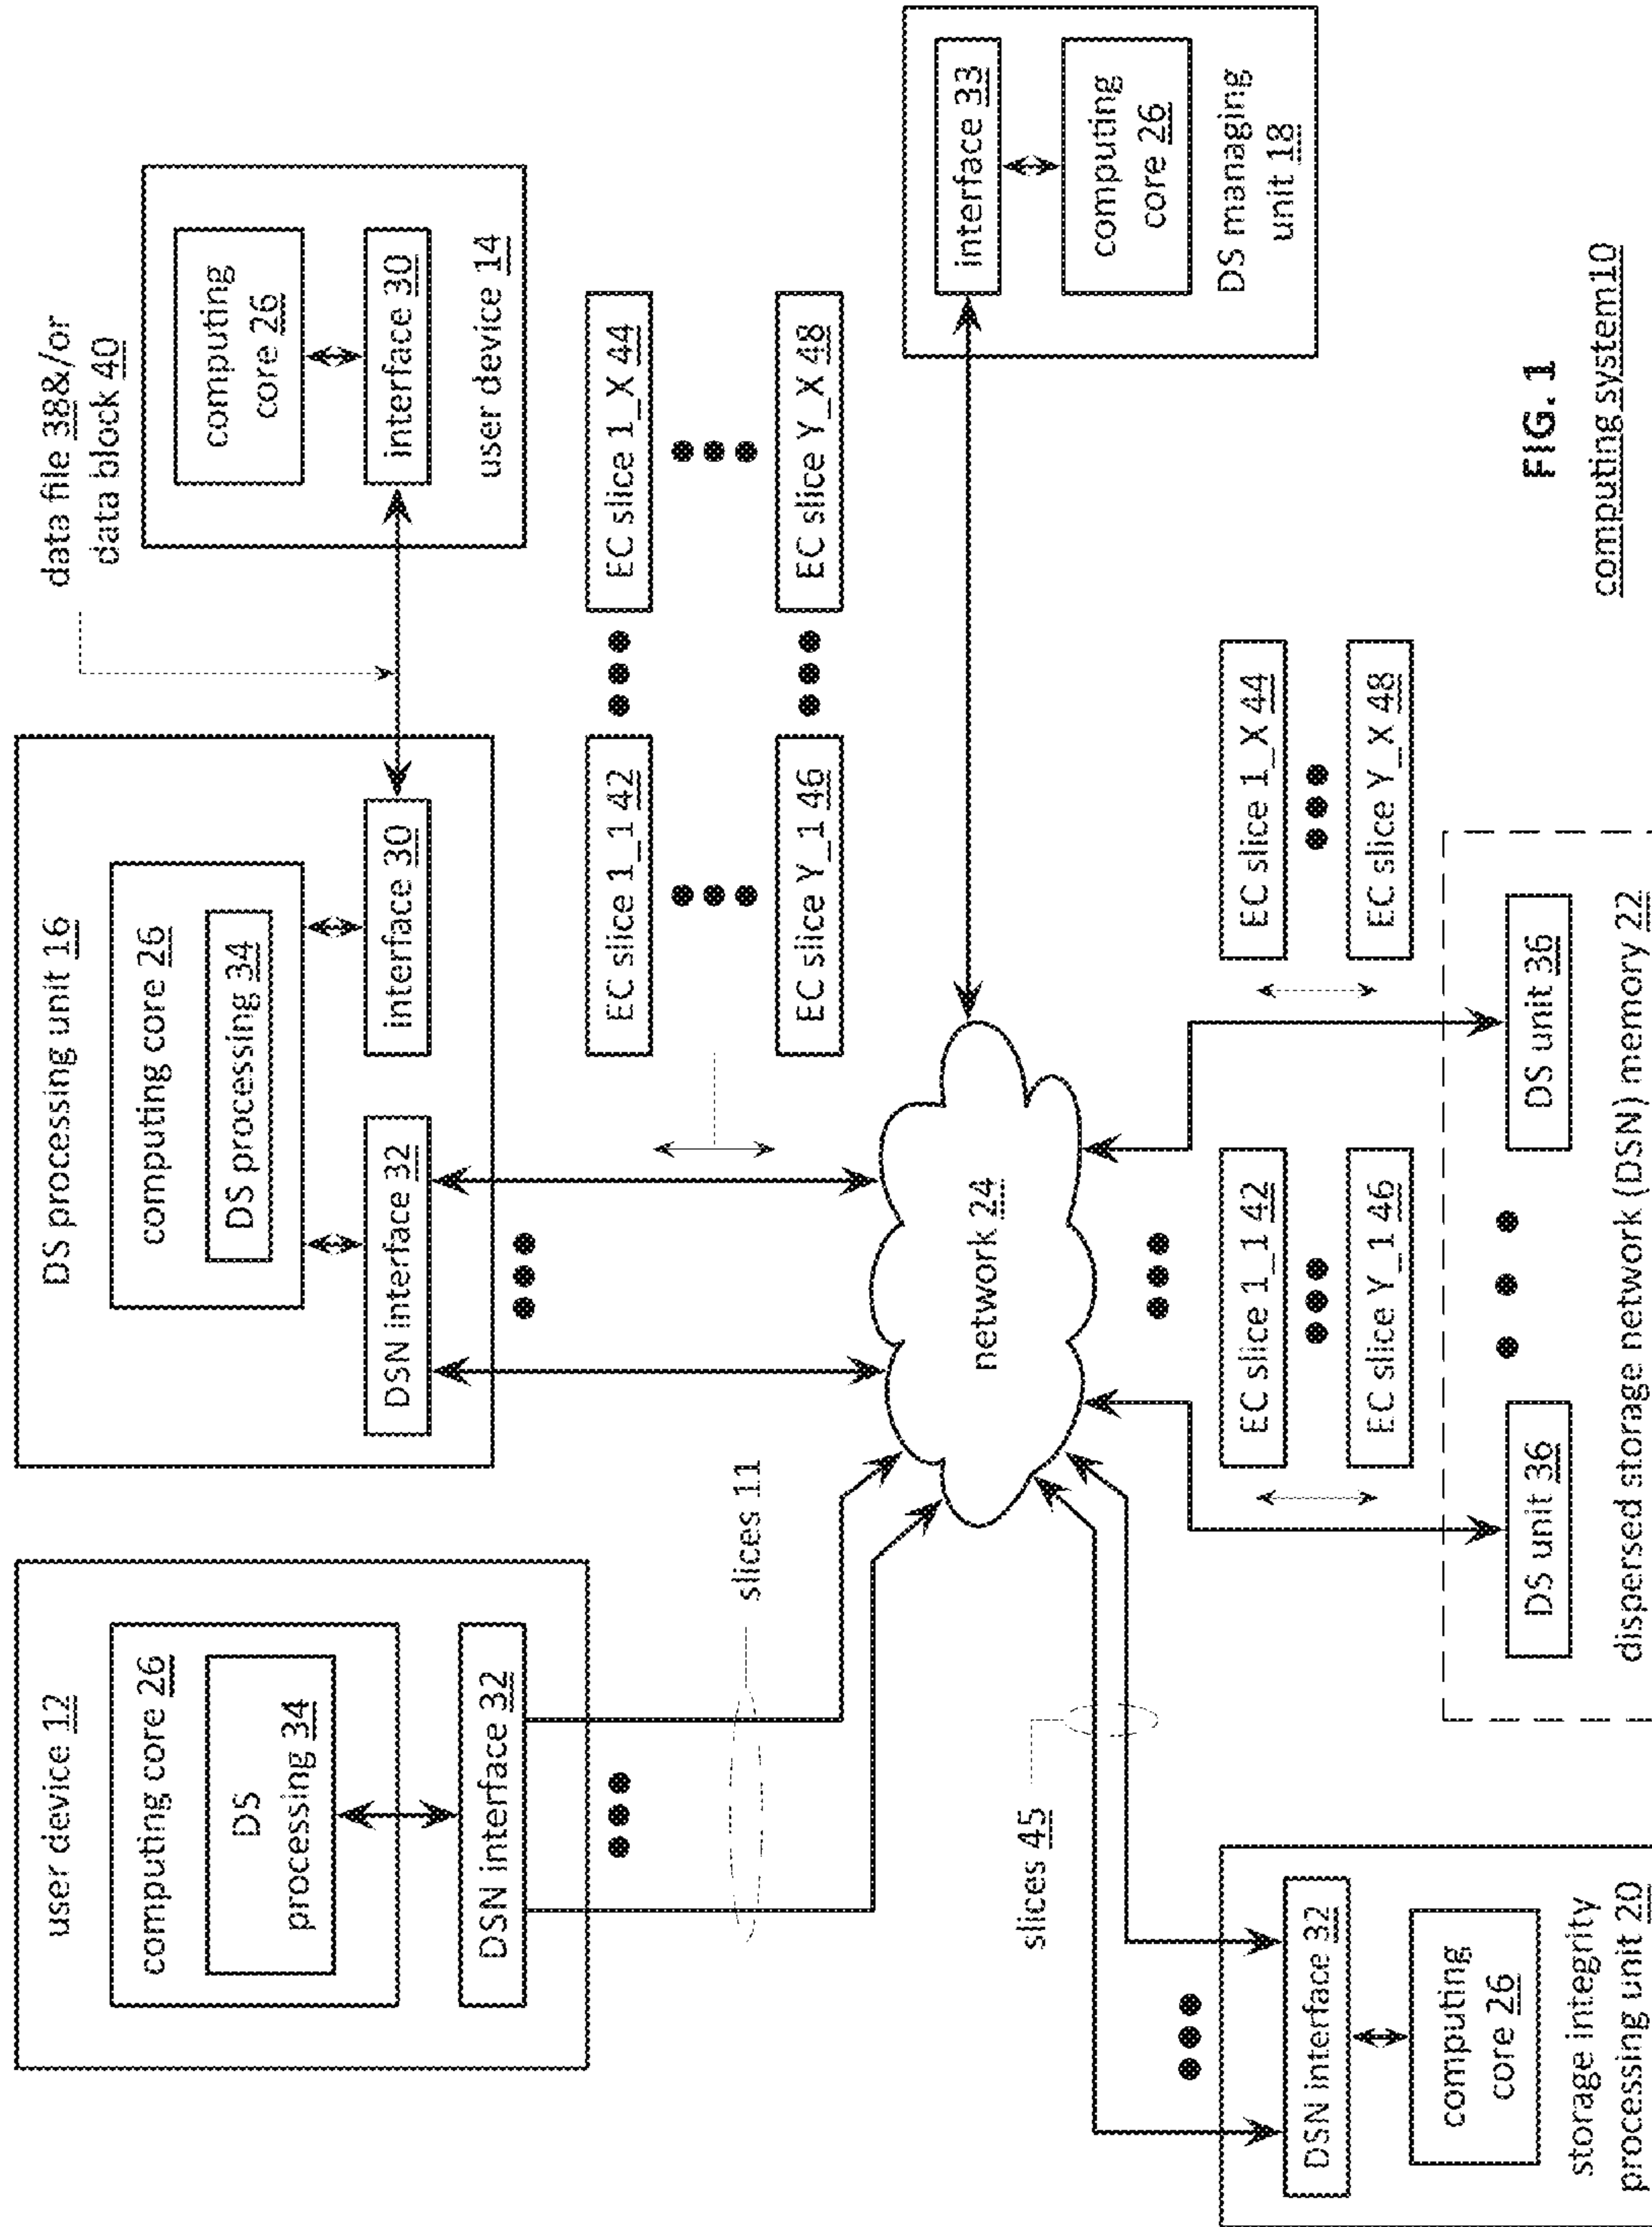 user device 12
computing core 26
DS
processing 34
DSN interface 32
slices 11
DS processing unit 16
computing core 26
DS processing 34
DSN interface 32
interface 30
data file 38&/or
data block 40
computing
core 26
interface 30
user device 14
EC slice 1_1 42
EC slice 1_X 44
EC slice Y_1 46
EC slice Y_X 48
network 24
interface 33
computing
core 26
DS managing
unit 18
slices 45
DSN interface 32
computing
core 26
storage integrity
processing unit 20
EC slice 1_1 42
EC slice Y_1 46
EC slice 1_X 44
EC slice Y_X 48
DS unit 36
DS unit 36
dispersed storage network (DSN) memory 22
FIG. 1
computing system10